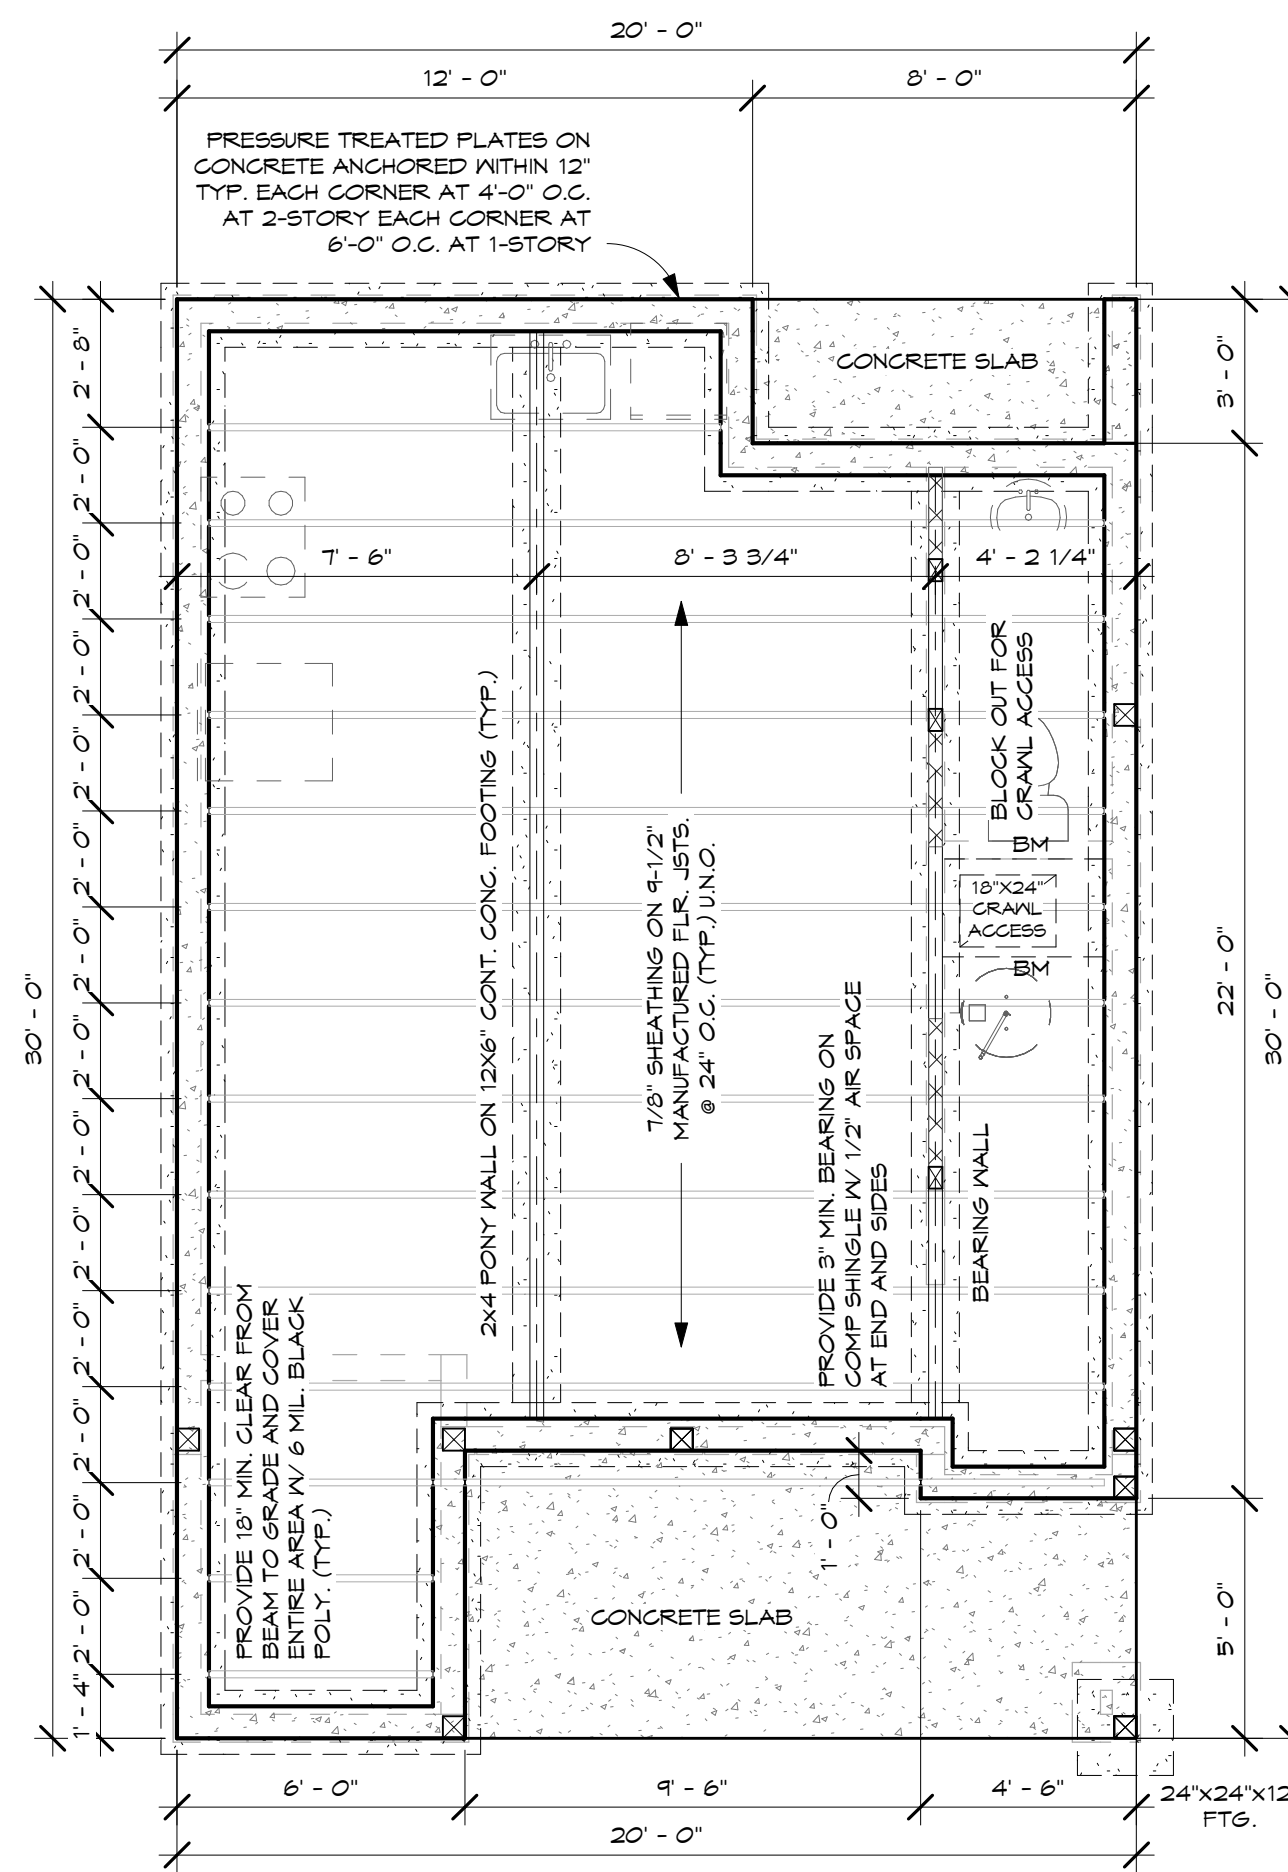 20' - 0"
12' - 0"
8' - 0"
PRESSURE TREATED PLATES ON
CONCRETE ANCHORED WITHIN 12"
TYP. EACH CORNER AT 4'-0" O.C.
AT 2-STORY EACH CORNER AT
6'-0" O.C. AT 1-STORY
CONCRETE SLAB
2' - 8"
2' - 0"
2' - 0"
2' - 0"
2' - 0"
2' - 0"
2' - 0"
2' - 0"
2' - 0"
2' - 0"
2' - 0"
2' - 0"
2' - 0"
2' - 0"
1' - 4"
30' - 0"
3' - 0"
22' - 0"
5' - 0"
30' - 0"
7' - 6"
8' - 3 3/4"
4' - 2 1/4"
2x4 PONY WALL ON 12X6" CONT. CONC. FOOTING (TYP.)
7/8" SHEATHING ON 9-1/2"
MANUFACTURED FLR. JSTS.
@ 24" O.C. (TYP.) U.N.O.
BLOCK OUT FOR
CRAWL ACCESS
BM
18"X24"
CRAWL
ACCESS
BM
PROVIDE 3" MIN. BEARING ON
COMP SHINGLE W/ 1/2" AIR SPACE
AT END AND SIDES
BEARING WALL
PROVIDE 18" MIN. CLEAR FROM
BEAM TO GRADE AND COVER
ENTIRE AREA W/ 6 MIL. BLACK
POLY. (TYP.)
1' - 0"
CONCRETE SLAB
6' - 0"
9' - 6"
4' - 6"
24"x24"x12
FTG.
20' - 0"